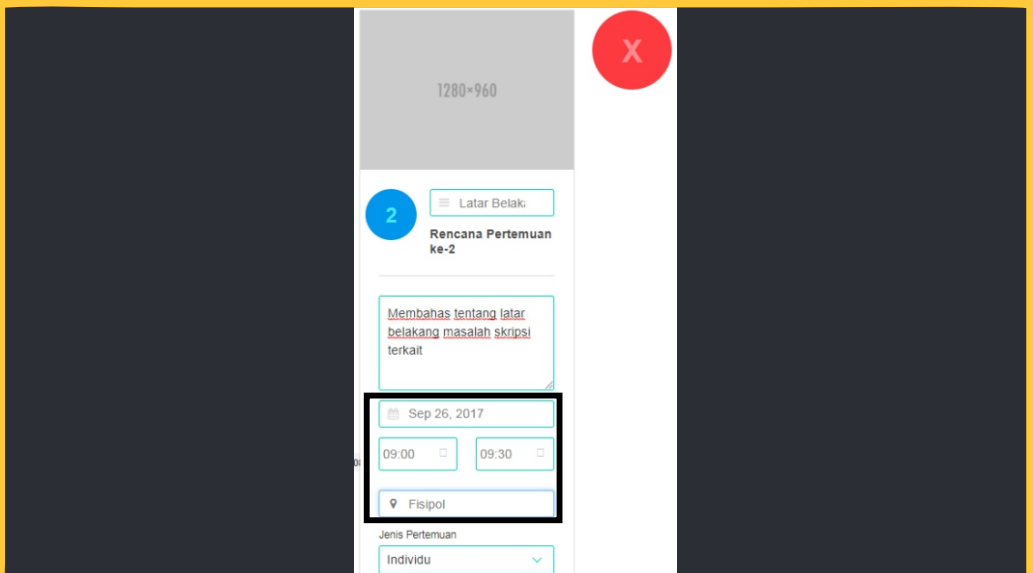 1280×960
X
2
Latar Belak
Rencana Pertemuan
ke-2
Membahas tentang latar
belakang masalah skripsi
terkait
Sep 26, 2017
09:00
09:30
Fisipol
Jenis Pertemuan
Individu